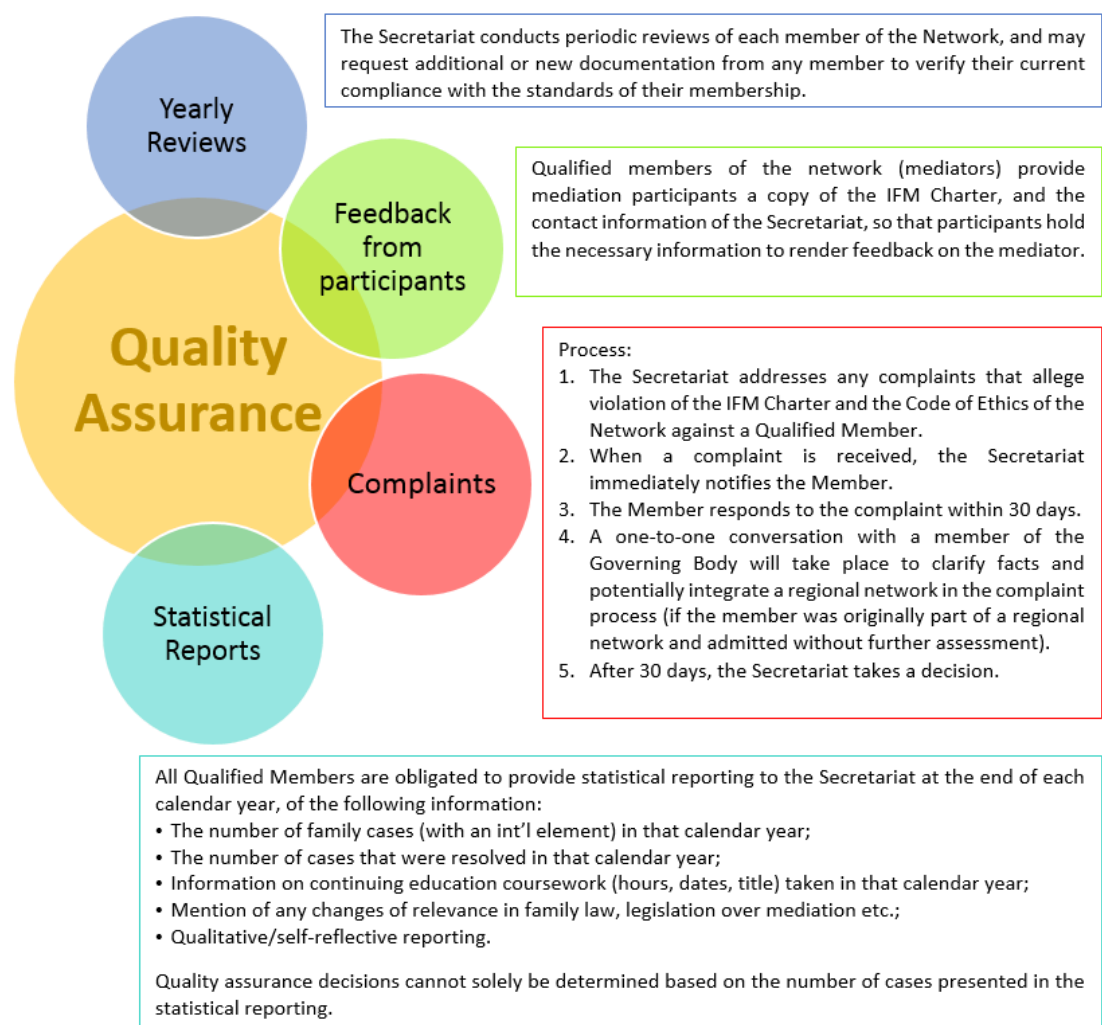 Yearly
Reviews
The Secretariat conducts periodic reviews of each member of the Network, and may
request additional or new documentation from any member to verify their current
compliance with the standards of their membership.
Feedback
from
participants
Qualified members of the network (mediators) provide
mediation participants a copy of the IFM Charter, and the
contact information of the Secretariat, so that participants hold
the necessary information to render feedback on the mediator.
Quality
Assurance
Complaints
Process:
1. The Secretariat addresses any complaints that allege
violation of the IFM Charter and the Code of Ethics of the
Network against a Qualified Member.
2. When a complaint is received, the Secretariat
immediately notifies the Member.
3. The Member responds to the complaint within 30 days.
4. A one-to-one conversation with a member of the
Governing Body will take place to clarify facts and
potentially integrate a regional network in the complaint
process (if the member was originally part of a regional
network and admitted without further assessment).
5. After 30 days, the Secretariat takes a decision.
Statistical
Reports
All Qualified Members are obligated to provide statistical reporting to the Secretariat at the end of each
calendar year, of the following information:
• The number of family cases (with an int'l element) in that calendar year;
• The number of cases that were resolved in that calendar year;
• Information on continuing education coursework (hours, dates, title) taken in that calendar year;
• Mention of any changes of relevance in family law, legislation over mediation etc.;
• Qualitative/self-reflective reporting.
Quality assurance decisions cannot solely be determined based on the number of cases presented in the
statistical reporting.